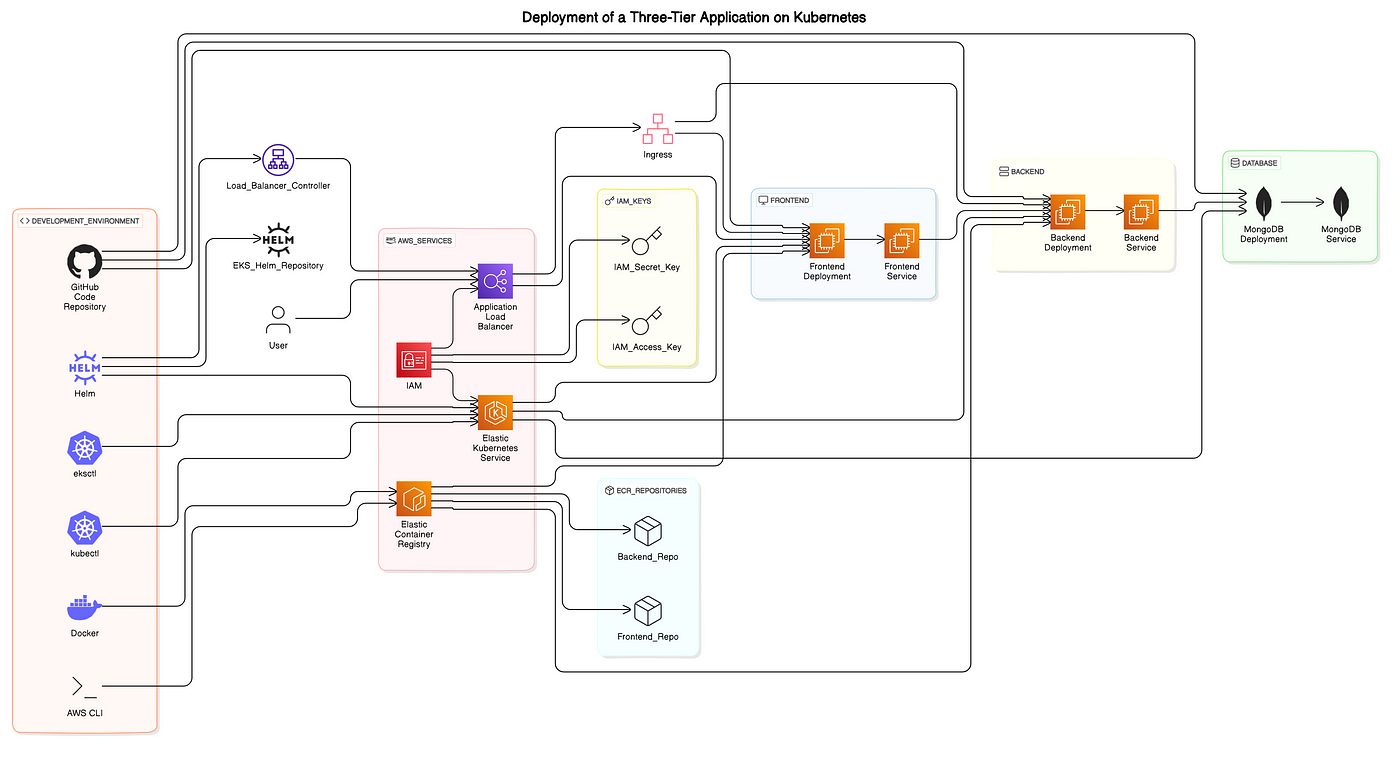 Deployment of a Three-Tier Application on Kubernetes
DEVELOPMENT_ENVIRONMENT
GitHub
Code
Repository
HELM
Helm
eksctl
kubectl
Docker
AWS CLI
Load_Balancer_Controller
HELM
EKS_Helm_Repository
User
AWS_SERVICES
Application
Load
Balancer
IAM
Elastic
Kubernetes
Service
Elastic
Container
Registry
Ingress
IAM_KEYS
IAM_Secret_Key
IAM_Access_Key
ECR_REPOSITORIES
Backend_Repo
Frontend_Repo
FRONTEND
Frontend
Deployment
Frontend
Service
BACKEND
Backend
Deployment
Backend
Service
DATABASE
MongoDB
Deployment
MongoDB
Service